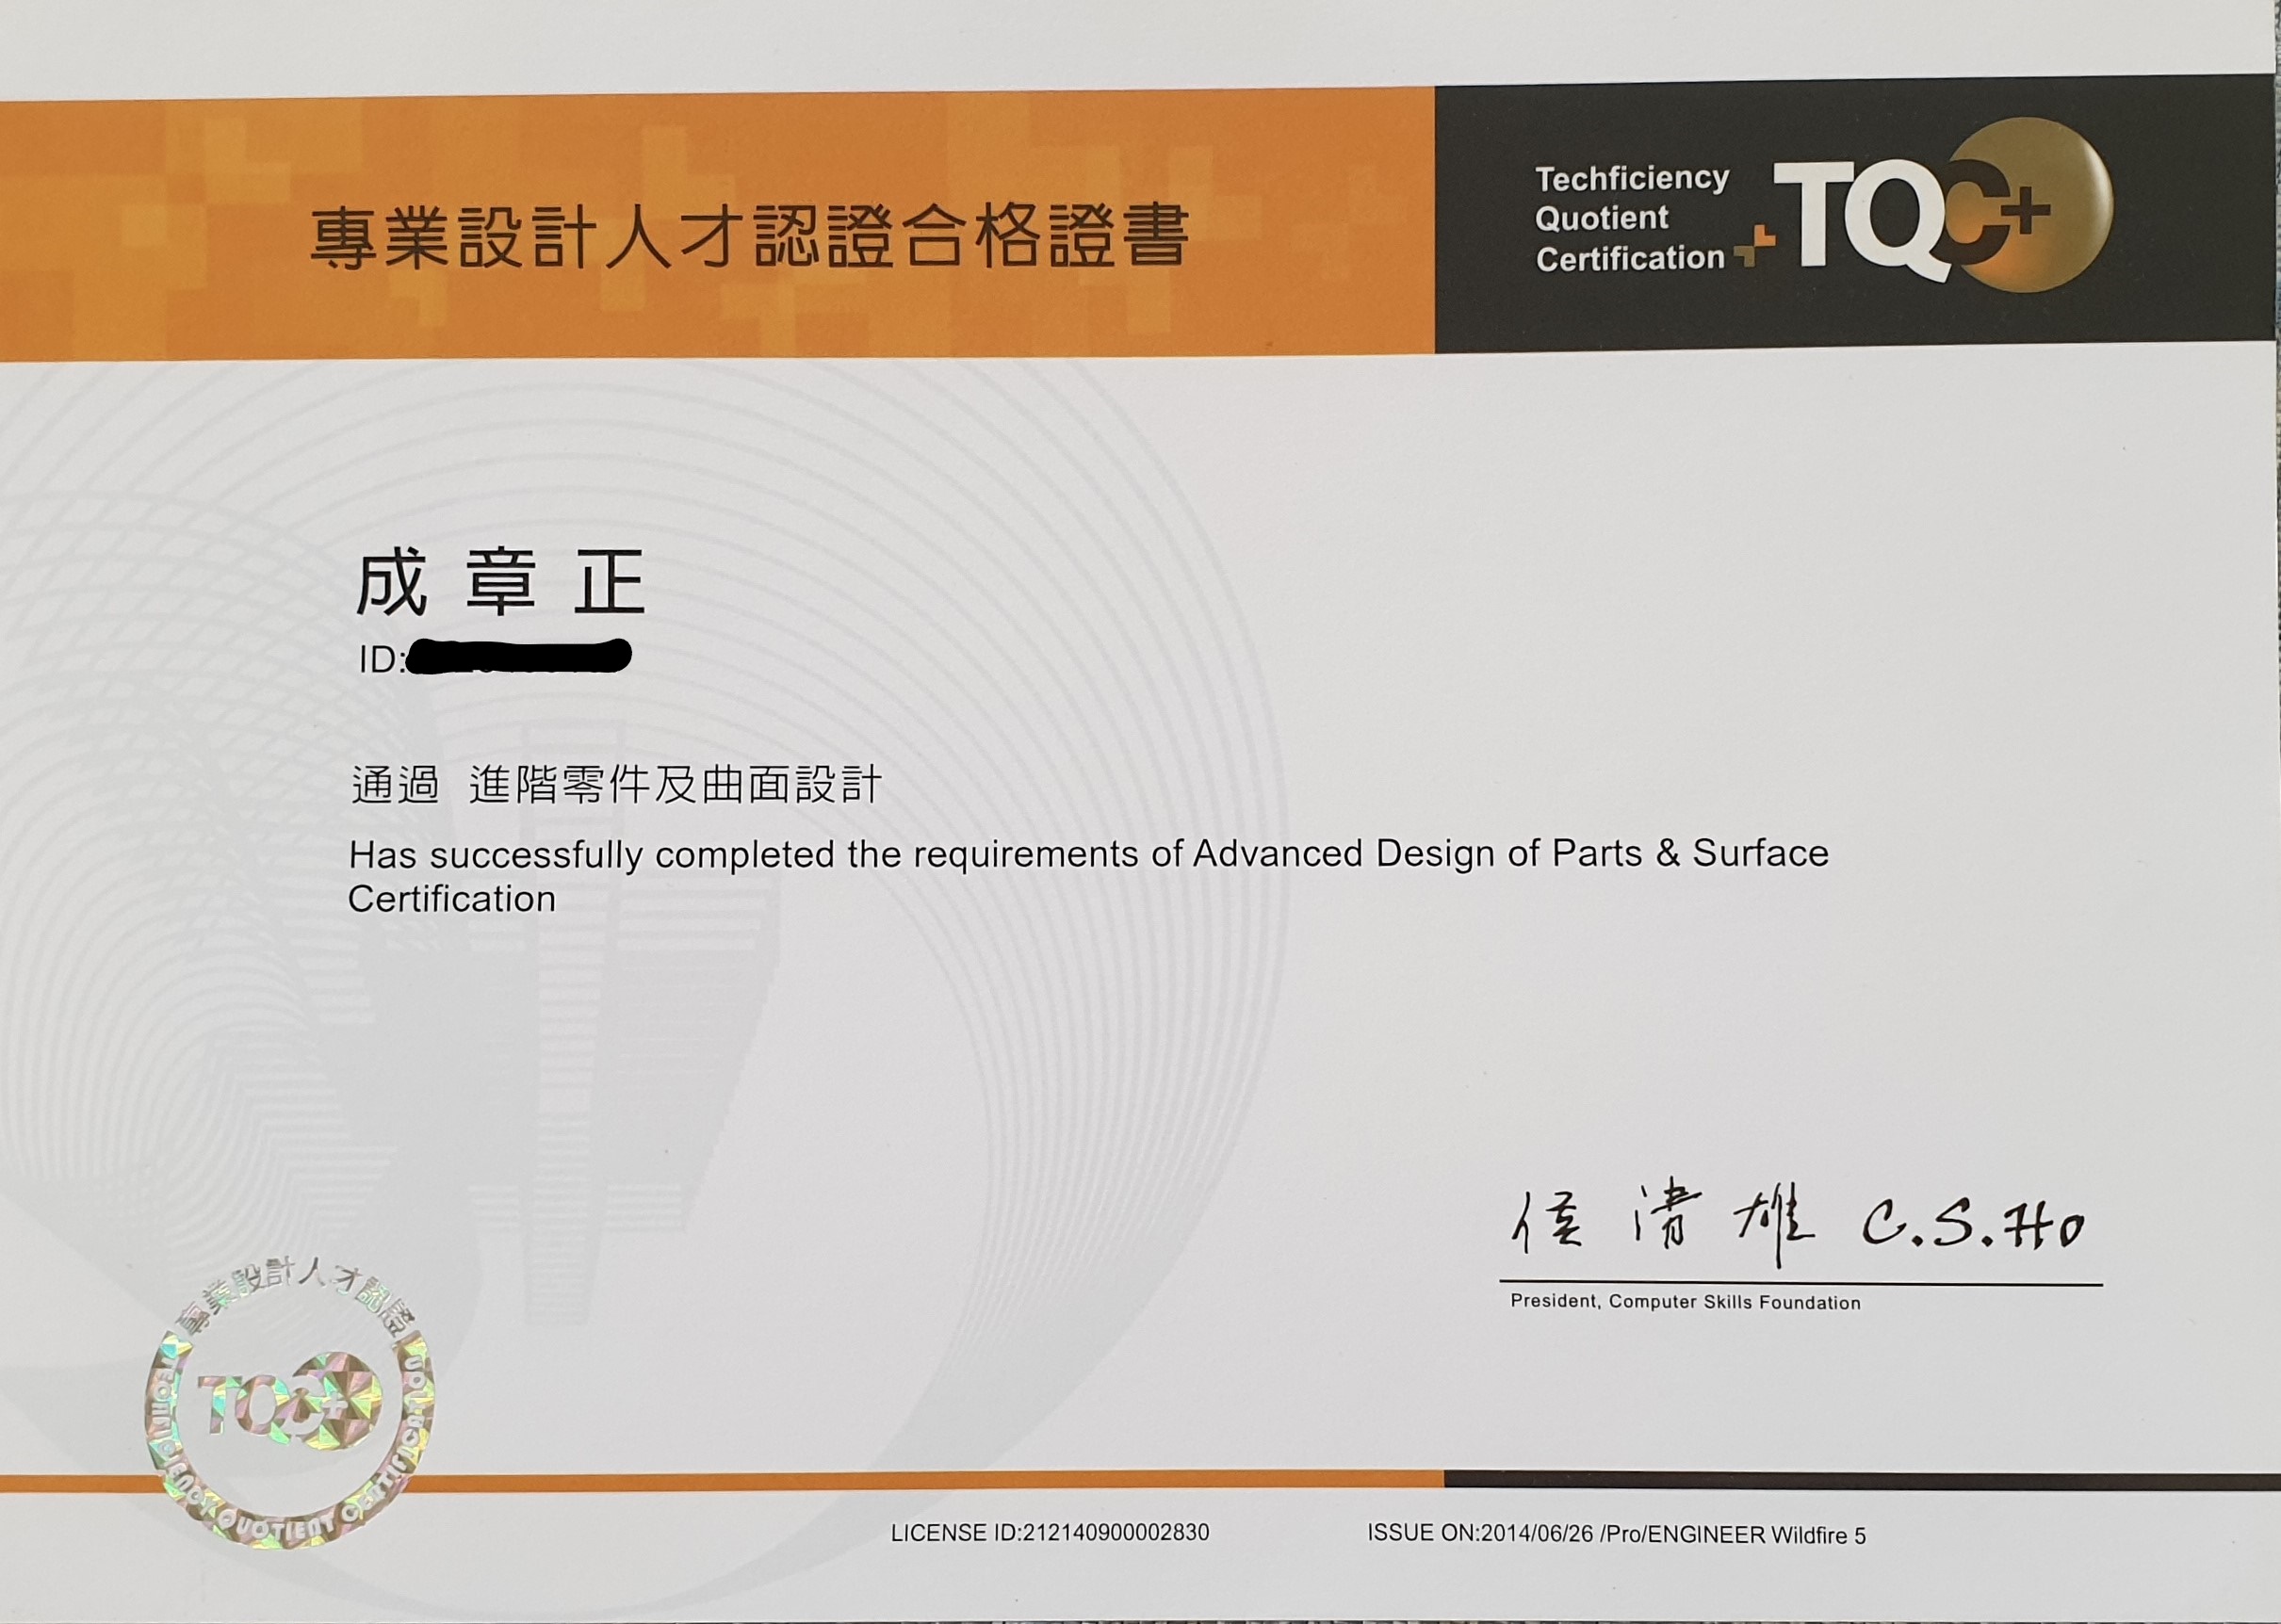 專業設計人才認證合格證書
Techficiency
Quotient
Certification
TQC+
成章正
ID:
通過 進階零件及曲面設計
Has successfully completed the requirements of Advanced Design of Parts & Surface
Certification
侯清雄 C.S.Ho
President, Computer Skills Foundation
專業設計人才認證
TQC+
TECHFICIENCY QUOTIENT CERTIFICATION
LICENSE ID:212140900002830
ISSUE ON:2014/06/26 /Pro/ENGINEER Wildfire 5